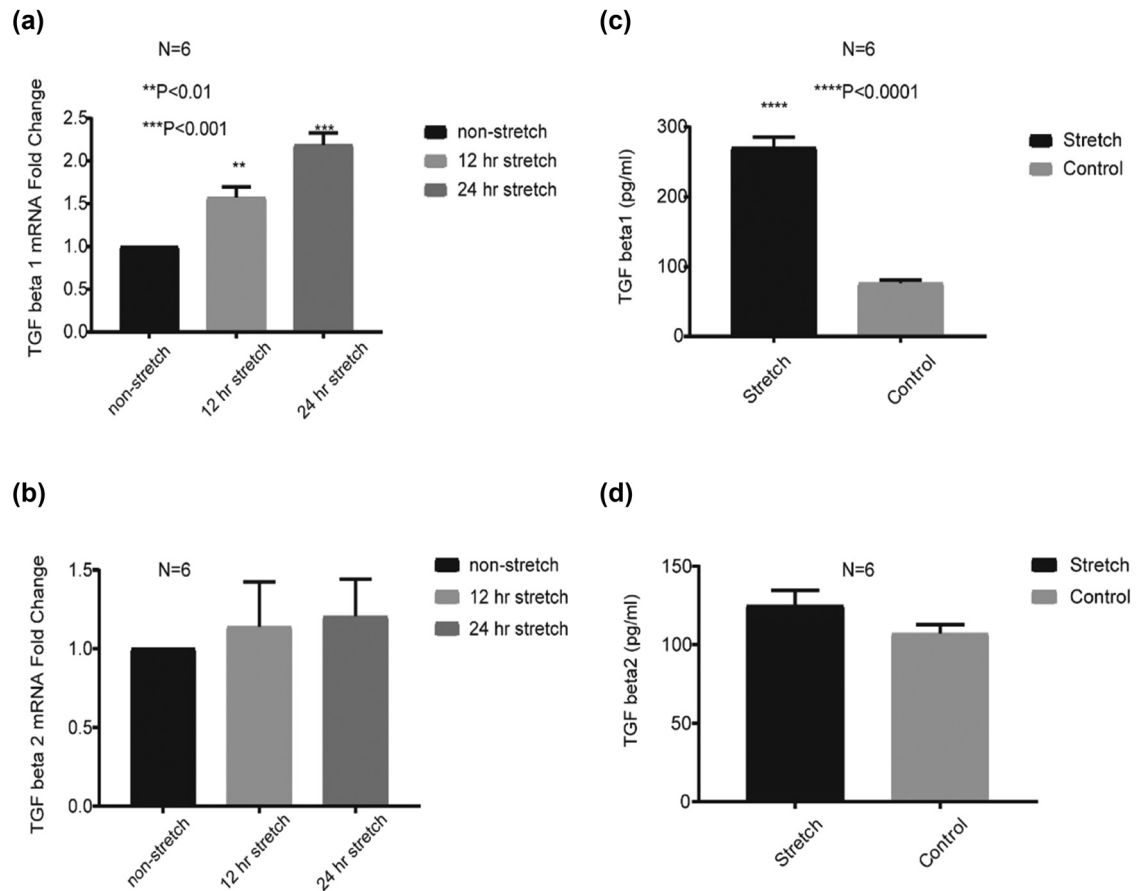 (a)
N=6
**P<0.01
***P<0.001
TGF beta 1 mRNA Fold Change
2.5
2.0
1.5
1.0
0.5
0.0
**
***
non-stretch
12 hr stretch
24 hr stretch
non-stretch
12 hr stretch
24 hr stretch
(c)
N=6
****P<0.0001
****
TGF beta1 (pg/ml)
300
200
100
0
Stretch
Control
Stretch
Control
(b)
N=6
TGF beta 2 mRNA Fold Change
1.5
1.0
0.5
0.0
non-stretch
12 hr stretch
24 hr stretch
non-stretch
12 hr stretch
24 hr stretch
(d)
N=6
TGF beta2 (pg/ml)
150
100
50
0
Stretch
Control
Stretch
Control